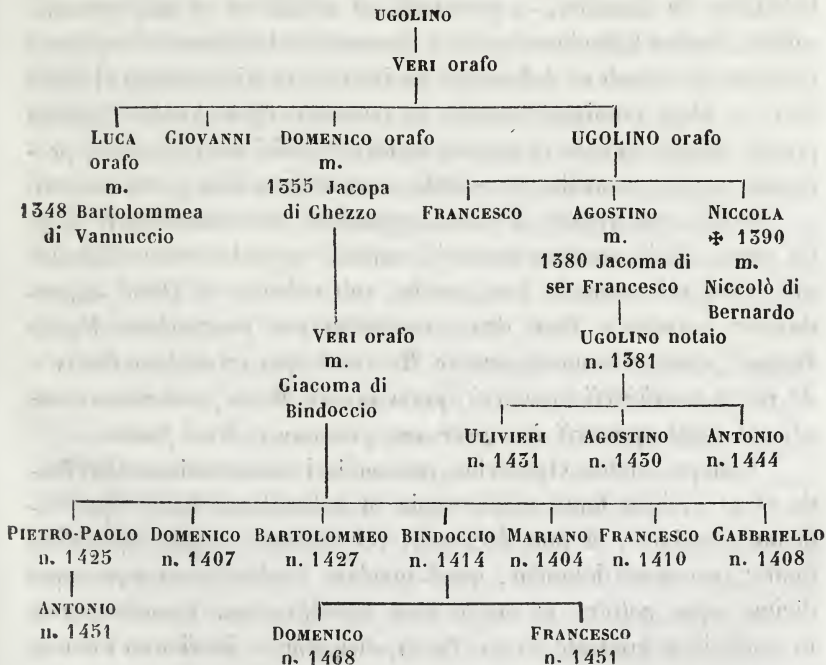 UGOLINO
VERI orafo
LUCA GIOVANNI DOMENICO orafo UGOLINO orafo
orafo m.
m. 1355 Jacopa
1348 Bartolommea di Ghezzo
di Vannuccio
FRANCESCO AGOSTINO NICCOLA
m. ✠ 1390
1380 Jacoma di m.
ser Francesco Niccolò di
Bernardo
VERI orafo
m.
Giacoma di
Bindoccio
UGOLINO notaio
n. 1381
ULIVIERI AGOSTINO ANTONIO
n. 1431 n. 1430 n. 1444
PIETRO-PAOLO DOMENICO BARTOLOMMEO BINDOCCIO MARIANO FRANCESCO GABBRIELLO
n. 1425 n. 1407 n. 1427 n. 1414 n. 1404 n. 1410 n. 1408
ANTONIO
n. 1451
DOMENICO FRANCESCO
n. 1468 n. 1451